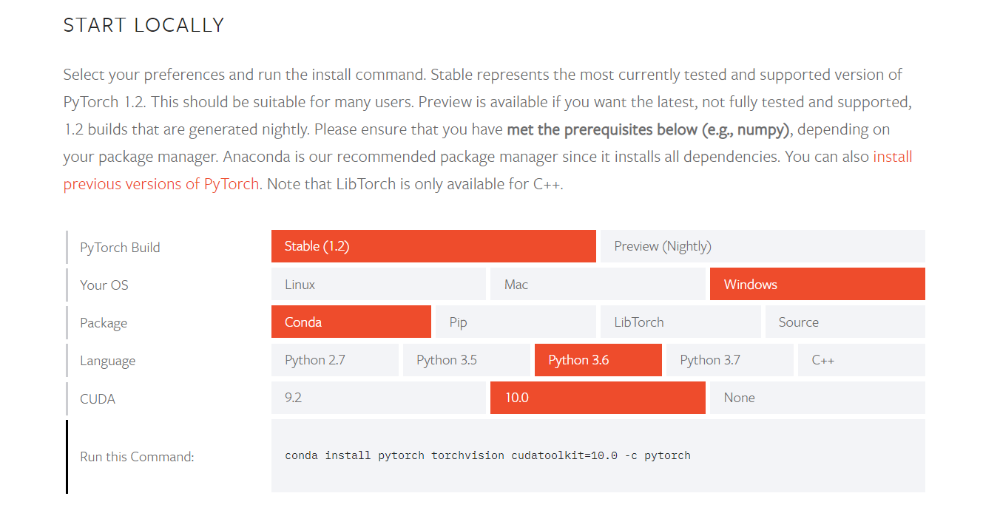 START LOCALLY
Select your preferences and run the install command. Stable represents the most currently tested and supported version of
PyTorch 1.2. This should be suitable for many users. Preview is available if you want the latest, not fully tested and supported,
1.2 builds that are generated nightly. Please ensure that you have met the prerequisites below (e.g., numpy), depending on
your package manager. Anaconda is our recommended package manager since it installs all dependencies. You can also install
previous versions of PyTorch. Note that LibTorch is only available for C++.
PyTorch Build Stable (1.2) Preview (Nightly)
Your OS Linux Mac Windows
Package Conda Pip LibTorch Source
Language Python 2.7 Python 3.5 Python 3.6 Python 3.7 C++
CUDA 9.2 10.0 None
Run this Command: conda install pytorch torchvision cudatoolkit=10.0 -c pytorch